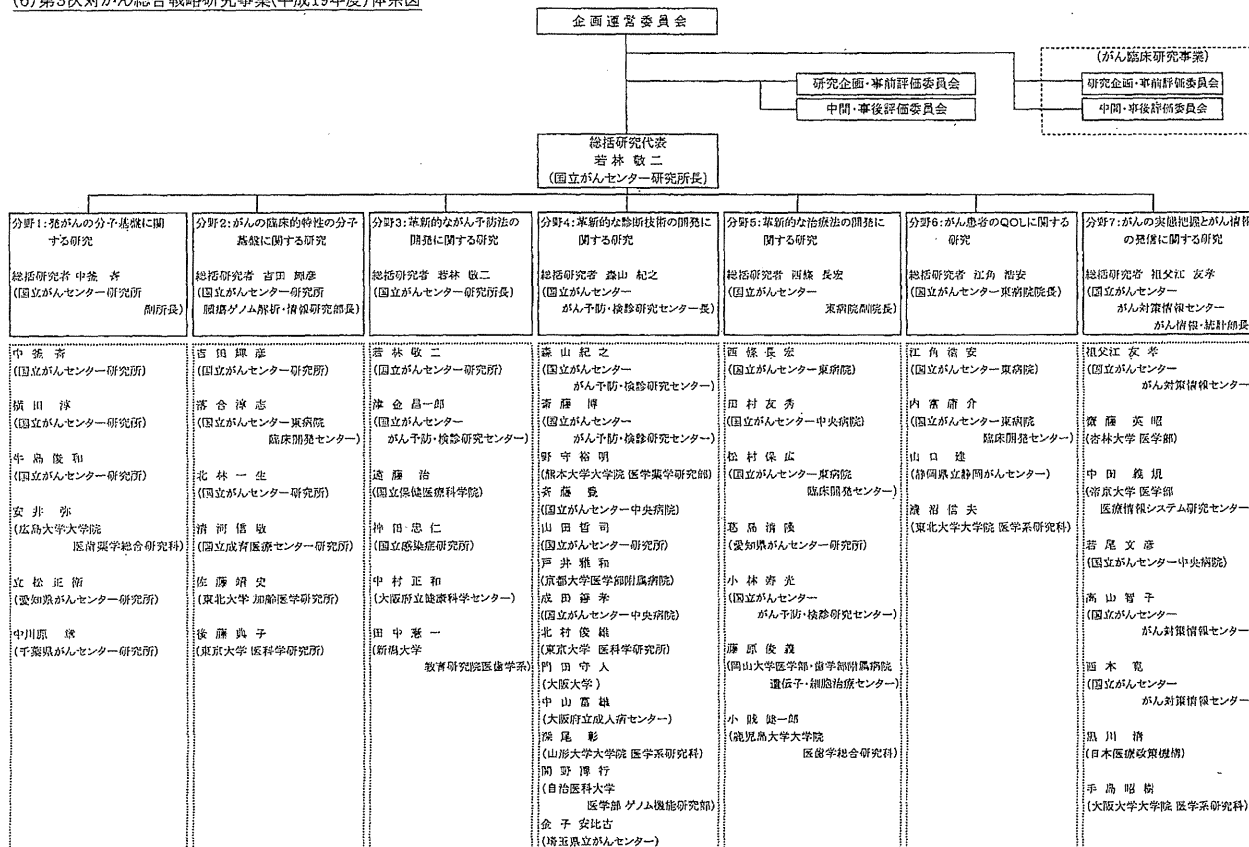 (6)第3次対がん総合戦略研究事業(平成19年度)体系図
企画運営委員会
(がん臨床研究事業)
研究企画・事前評価委員会
中間・事後評価委員会
研究企画・事前評価委員会
中間・事後評価委員会
総括研究代表
若林 敬二
(国立がんセンター研究所長)
分野1:発がんの分子基盤に関
する研究
総括研究者 中釜 斉
(国立がんセンター研究所
副所長)
中釜 斉
(国立がんセンター研究所)
横田 淳
(国立がんセンター研究所)
牛島俊和
(国立がんセンター研究所)
安井 弥
(広島大学大学院
医歯薬学総合研究科)
立松正衞
(愛知県がんセンター研究所)
中川原 章
(千葉県がんセンター研究所)
分野2:がんの臨床的特性の分子
基盤に関する研究
総括研究者 吉田 輝彦
(国立がんセンター研究所
腫瘍ゲノム解析・情報研究部長)
吉田輝彦
(国立がんセンター研究所)
落合淳志
(国立がんセンター東病院
臨床開発センター)
北林一生
(国立がんセンター研究所)
清河信敬
(国立成育医療センター研究所)
佐藤靖史
(東北大学 加齢医学研究所)
後藤典子
(東京大学 医科学研究所)
分野3:革新的ながん予防法の
開発に関する研究
総括研究者 若林 敬二
(国立がんセンター研究所長)
若林敬二
(国立がんセンター研究所)
津金昌一郎
(国立がんセンター
がん予防・検診研究センター)
遠藤 治
(国立保健医療科学院)
神田忠仁
(国立感染症研究所)
中村正和
(大阪府立健康科学センター)
田中憲一
(新潟大学
教育研究院医歯学系)
分野4:革新的な診断技術の開発に
関する研究
総括研究者 森山 紀之
(国立がんセンター
がん予防・検診研究センター長)
森山紀之
(国立がんセンター
がん予防・検診研究センター)
斎藤 博
(国立がんセンター
がん予防・検診研究センター)
野守裕明
(熊本大学大学院 医学薬学研究部)
斉藤 豊
(国立がんセンター中央病院)
山田哲司
(国立がんセンター研究所)
戸井雅和
(京都大学医学部附属病院)
成田善孝
(国立がんセンター中央病院)
北村俊雄
(東京大学 医科学研究所)
門田守人
(大阪大学)
中山富雄
(大阪府立成人病センター)
深尾 彰
(山形大学大学院 医学系研究科)
間野博行
(自治医科大学
医学部 ゲノム機能研究部)
金子安比古
(埼玉県立がんセンター)
分野5:革新的な治療法の開発に
関する研究
総括研究者 西條 長宏
(国立がんセンター
東病院副院長)
西條長宏
(国立がんセンター東病院)
田村友秀
(国立がんセンター中央病院)
松村保広
(国立がんセンター東病院
臨床開発センター)
葛島清隆
(愛知県がんセンター研究所)
小林寿光
(国立がんセンター
がん予防・検診研究センター)
藤原俊義
(岡山大学医学部・歯学部附属病院
遺伝子・細胞治療センター)
小戝健一郎
(鹿児島大学大学院
医歯学総合研究科)
分野6:がん患者のQOLに関する
研究
総括研究者 江角 浩安
(国立がんセンター東病院院長)
江角浩安
(国立がんセンター東病院)
内富庸介
(国立がんセンター東病院
臨床開発センター)
山口 建
(静岡県立静岡がんセンター)
濃沼信夫
(東北大学大学院 医学系研究科)
分野7:がんの実態把握とがん情報
の発信に関する研究
総括研究者 祖父江 友孝
(国立がんセンター
がん対策情報センター
がん情報・統計部長
祖父江友孝
(国立がんセンター
がん対策情報センター
齋藤英昭
(杏林大学 医学部)
中田義規
(帝京大学 医学部
医療情報システム研究センター
若尾文彦
(国立がんセンター中央病院)
高山智子
(国立がんセンター
がん対策情報センター
西本 寛
(国立がんセンター
がん対策情報センター
黒川 清
(日本医療政策機構)
手島昭樹
(大阪大学大学院 医学系研究科)